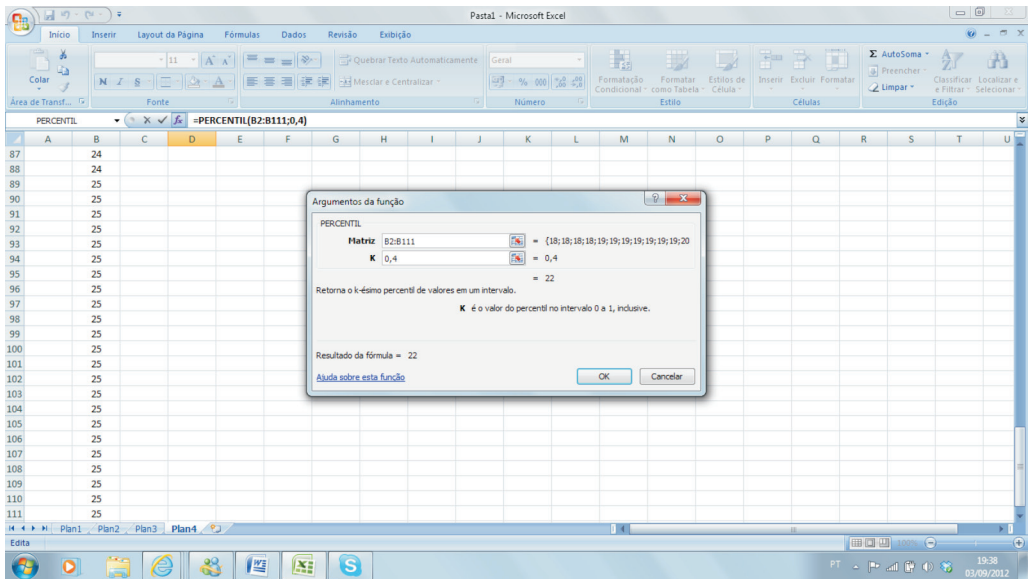 Pasta1 - Microsoft Excel
Início Inserir Layout da Página Fórmulas Dados Revisão Exibição
Colar
11
Quebrar Texto Automaticamente
Geral
AutoSoma
N I S
Mesclar e Centralizar
% 000
Formatação Condicional
Formatar como Tabela
Estilos de Célula
Inserir Excluir Formatar
Preencher
Limpar
Classificar e Filtrar
Localizar e Selecionar
Área de Transf... Fonte Alinhamento Número Estilo Células Edição
PERCENTIL fx =PERCENTIL(B2:B111;0,4)
A B C D E F G H I J K L M N O P Q R S T U
87 24
88 24
89 25
90 25
91 25
92 25
93 25
94 25
95 25
96 25
97 25
98 25
99 25
100 25
101 25
102 25
103 25
104 25
105 25
106 25
107 25
108 25
109 25
110 25
111 25
Argumentos da função
PERCENTIL
Matriz B2:B111 = {18;18;18;18;19;19;19;19;19;19;19;20
K 0,4 = 0,4
= 22
Retorna o k-ésimo percentil de valores em um intervalo.
K é o valor do percentil no intervalo 0 a 1, inclusive.
Resultado da fórmula = 22
Ajuda sobre esta função
OK Cancelar
Plan1 Plan2 Plan3 Plan4
Edita
100%
PT
19:38
03/09/2012